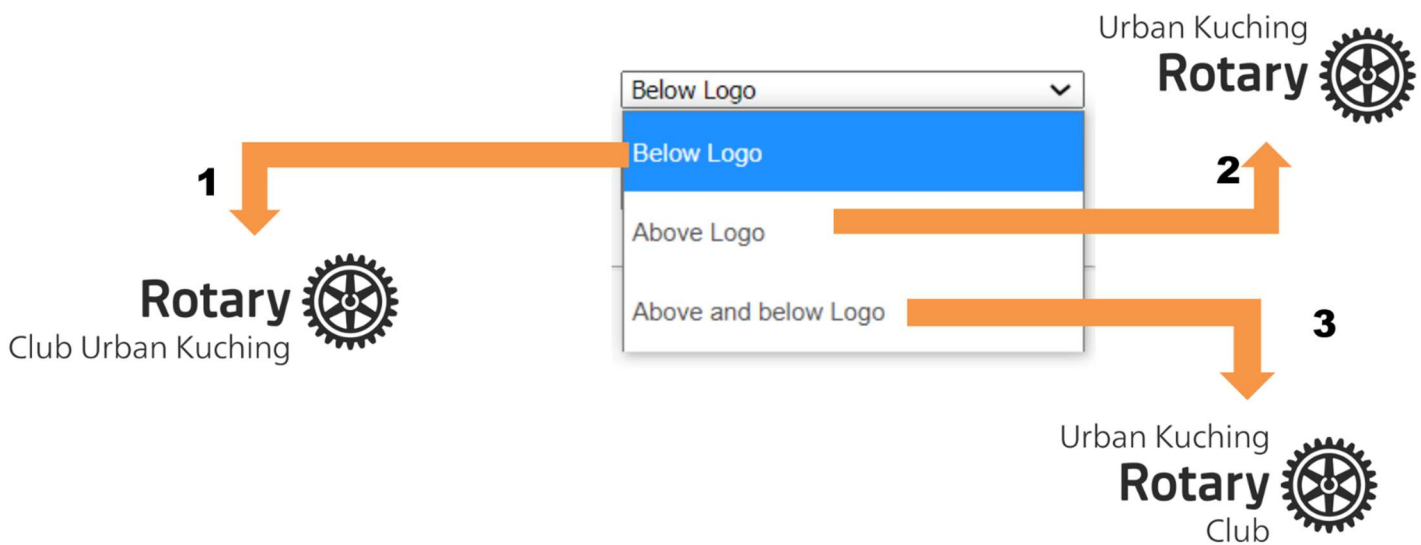 Urban Kuching
Rotary
Below Logo
Below Logo
1
2
Above Logo
Rotary
Club Urban Kuching
Above and below Logo
3
Urban Kuching
Rotary
Club